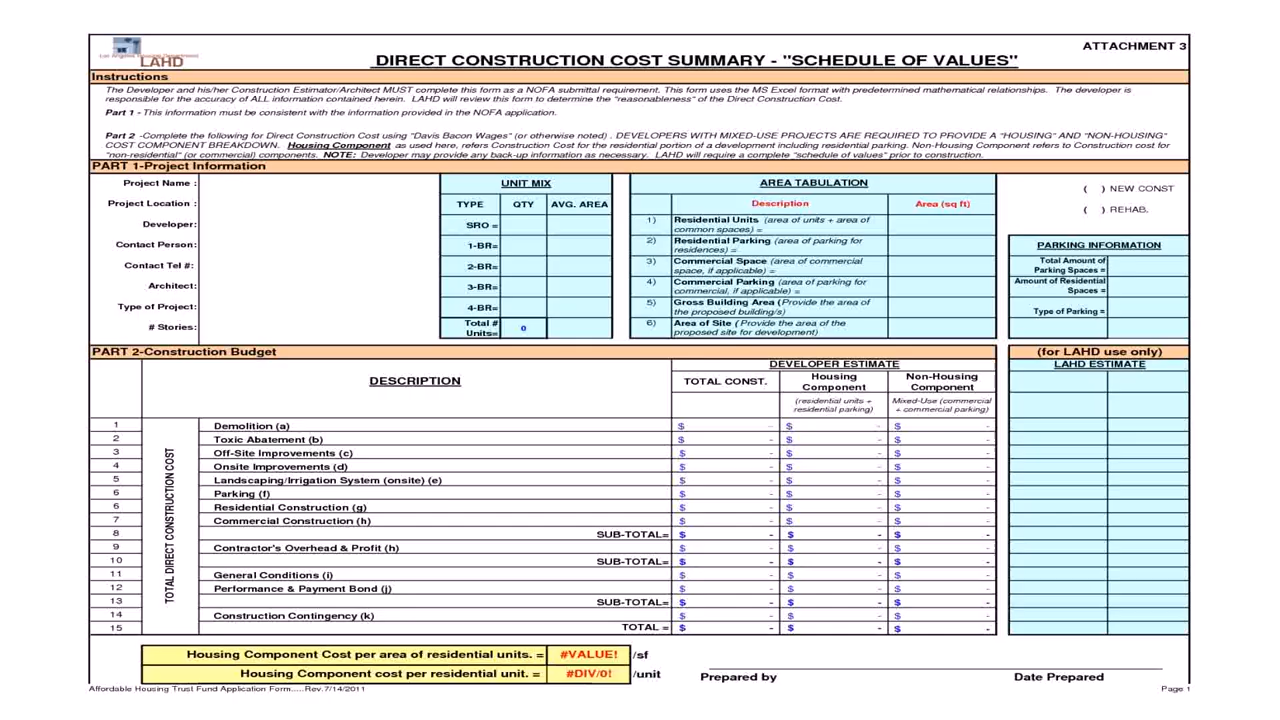 ATTACHMENT 3
Los Angeles Housing Department
LAHD
DIRECT CONSTRUCTION COST SUMMARY - "SCHEDULE OF VALUES"
Instructions
The Developer and his/her Construction Estimator/Architect MUST complete this form as a NOFA submittal requirement. This form uses the MS Excel format with predetermined mathematical relationships. The developer is
responsible for the accuracy of ALL information contained herein. LAHD will review this form to determine the "reasonableness" of the Direct Construction Cost.
Part 1 - This information must be consistent with the information provided in the NOFA application.
Part 2 -Complete the following for Direct Construction Cost using "Davis Bacon Wages" (or otherwise noted) . DEVELOPERS WITH MIXED-USE PROJECTS ARE REQUIRED TO PROVIDE A "HOUSING" AND "NON-HOUSING
COST COMPONENT BREAKDOWN. Housing Component as used here, refers Construction Cost for the residential portion of a development including residential parking. Non-Housing Component refers to Construction cost for
"non-residential" (or commercial) components. NOTE: Developer may provide any back-up information as necessary. LAHD will require a complete "schedule of values" prior to construction.
PART 1-Project Information
Project Name :
Project Location :
Developer:
Contact Person:
Contact Tel #:
Architect:
Type of Project:
# Stories:
UNIT MIX
TYPE QTY AVG. AREA
SRO =
1-BR=
2-BR=
3-BR=
4-BR=
Total #
Units= 0
AREA TABULATION
Description Area (sq ft)
1) Residential Units (area of units + area of
common spaces) =
2) Residential Parking (area of parking for
residences) =
3) Commercial Space (area of commercial
space, if applicable) =
4) Commercial Parking (area of parking for
commercial, if applicable) =
5) Gross Building Area (Provide the area of
the proposed building/s)
6) Area of Site ( Provide the area of the
proposed site for development)
( ) NEW CONST
( ) REHAB.
PARKING INFORMATION
Total Amount of
Parking Spaces =
Amount of Residential
Spaces =
Type of Parking =
PART 2-Construction Budget
(for LAHD use only)
DEVELOPER ESTIMATE
LAHD ESTIMATE
DESCRIPTION
TOTAL CONST.
Housing
Component
(residential units +
residential parking)
Non-Housing
Component
Mixed-Use (commercial
+ commercial parking)
TOTAL DIRECT CONSTRUCTION COST
1 Demolition (a) $ - $ - $ -
2 Toxic Abatement (b) $ - $ - $ -
3 Off-Site Improvements (c) $ - $ - $ -
4 Onsite Improvements (d) $ - $ - $ -
5 Landscaping/Irrigation System (onsite) (e) $ - $ - $ -
6 Parking (f) $ - $ - $ -
6 Residential Construction (g) $ - $ - $ -
7 Commercial Construction (h) $ - $ - $ -
8 SUB-TOTAL= $ - $ - $ -
9 Contractor's Overhead & Profit (h) $ - $ - $ -
10 SUB-TOTAL= $ - $ - $ -
11 General Conditions (i) $ - $ - $ -
12 Performance & Payment Bond (j) $ - $ - $ -
13 SUB-TOTAL= $ - $ - $ -
14 Construction Contingency (k) $ - $ - $ -
15 TOTAL = $ - $ - $ -
Housing Component Cost per area of residential units. = #VALUE! /sf
Housing Component cost per residential unit. = #DIV/0! /unit
Prepared by Date Prepared
Affordable Housing Trust Fund Application Form.....Rev.7/14/2011 Page 1